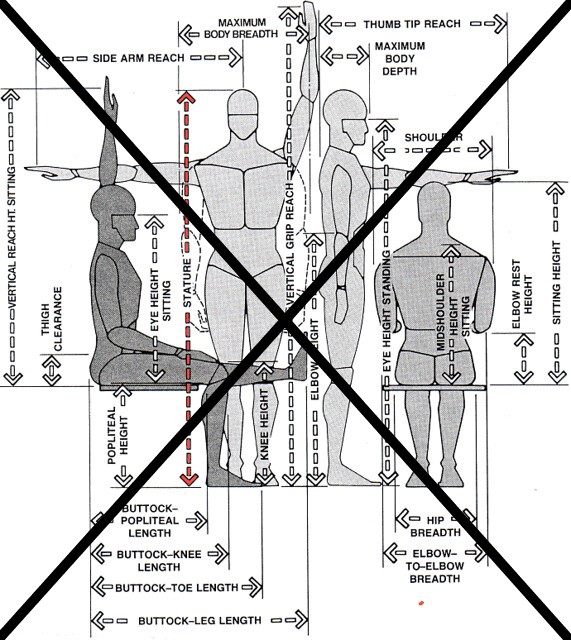 MAXIMUM
BODY BREADTH
THUMB TIP REACH
SIDE ARM REACH
MAXIMUM
BODY
DEPTH
SHOULDER
VERTICAL REACH HT. SITTING
THIGH
CLEARANCE
EYE HEIGHT
SITTING
STATURE
VERTICAL GRIP REACH
ELBOW HEIGHT
EYE HEIGHT STANDING
MIDSHOULDER
HEIGHT
SITTING
ELBOW REST
HEIGHT
SITTING HEIGHT
POPLITEAL
HEIGHT
KNEE HEIGHT
BUTTOCK–
POPLITEAL
LENGTH
BUTTOCK–KNEE
LENGTH
BUTTOCK–TOE LENGTH
BUTTOCK–LEG LENGTH
HIP
BREADTH
ELBOW–
TO–ELBOW
BREADTH